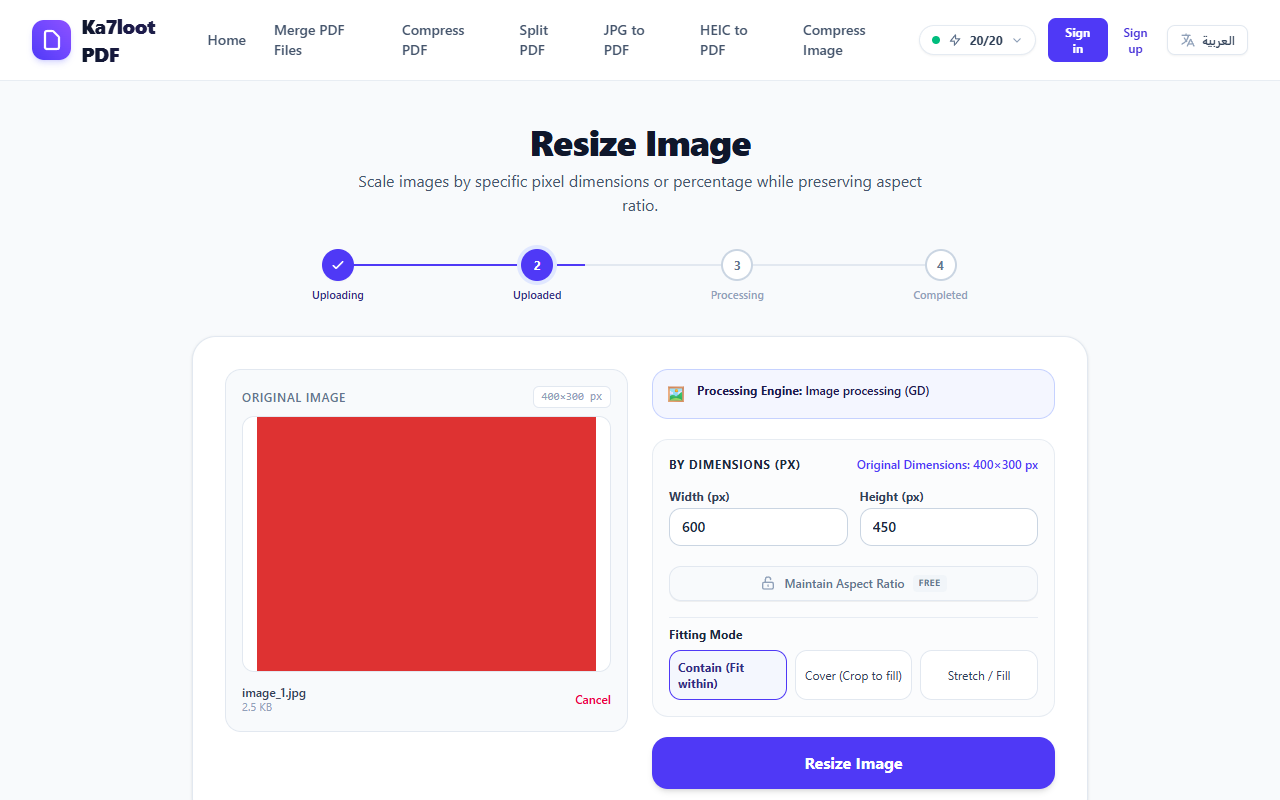 Ka7loot
PDF
Home
Merge PDF
Files
Compress
PDF
Split
PDF
JPG to
PDF
HEIC to
PDF
Compress
Image
20/20
Sign
in
Sign
up
العربية
Resize Image
Scale images by specific pixel dimensions or percentage while preserving aspect
ratio.
2
3
4
Uploading
Uploaded
Processing
Completed
ORIGINAL IMAGE
400×300 px
image_1.jpg
2.5 KB
Cancel
Processing Engine: Image processing (GD)
BY DIMENSIONS (PX)
Original Dimensions: 400×300 px
Width (px)
Height (px)
600
450
Maintain Aspect Ratio
FREE
Fitting Mode
Contain (Fit
within)
Cover (Crop to fill)
Stretch / Fill
Resize Image